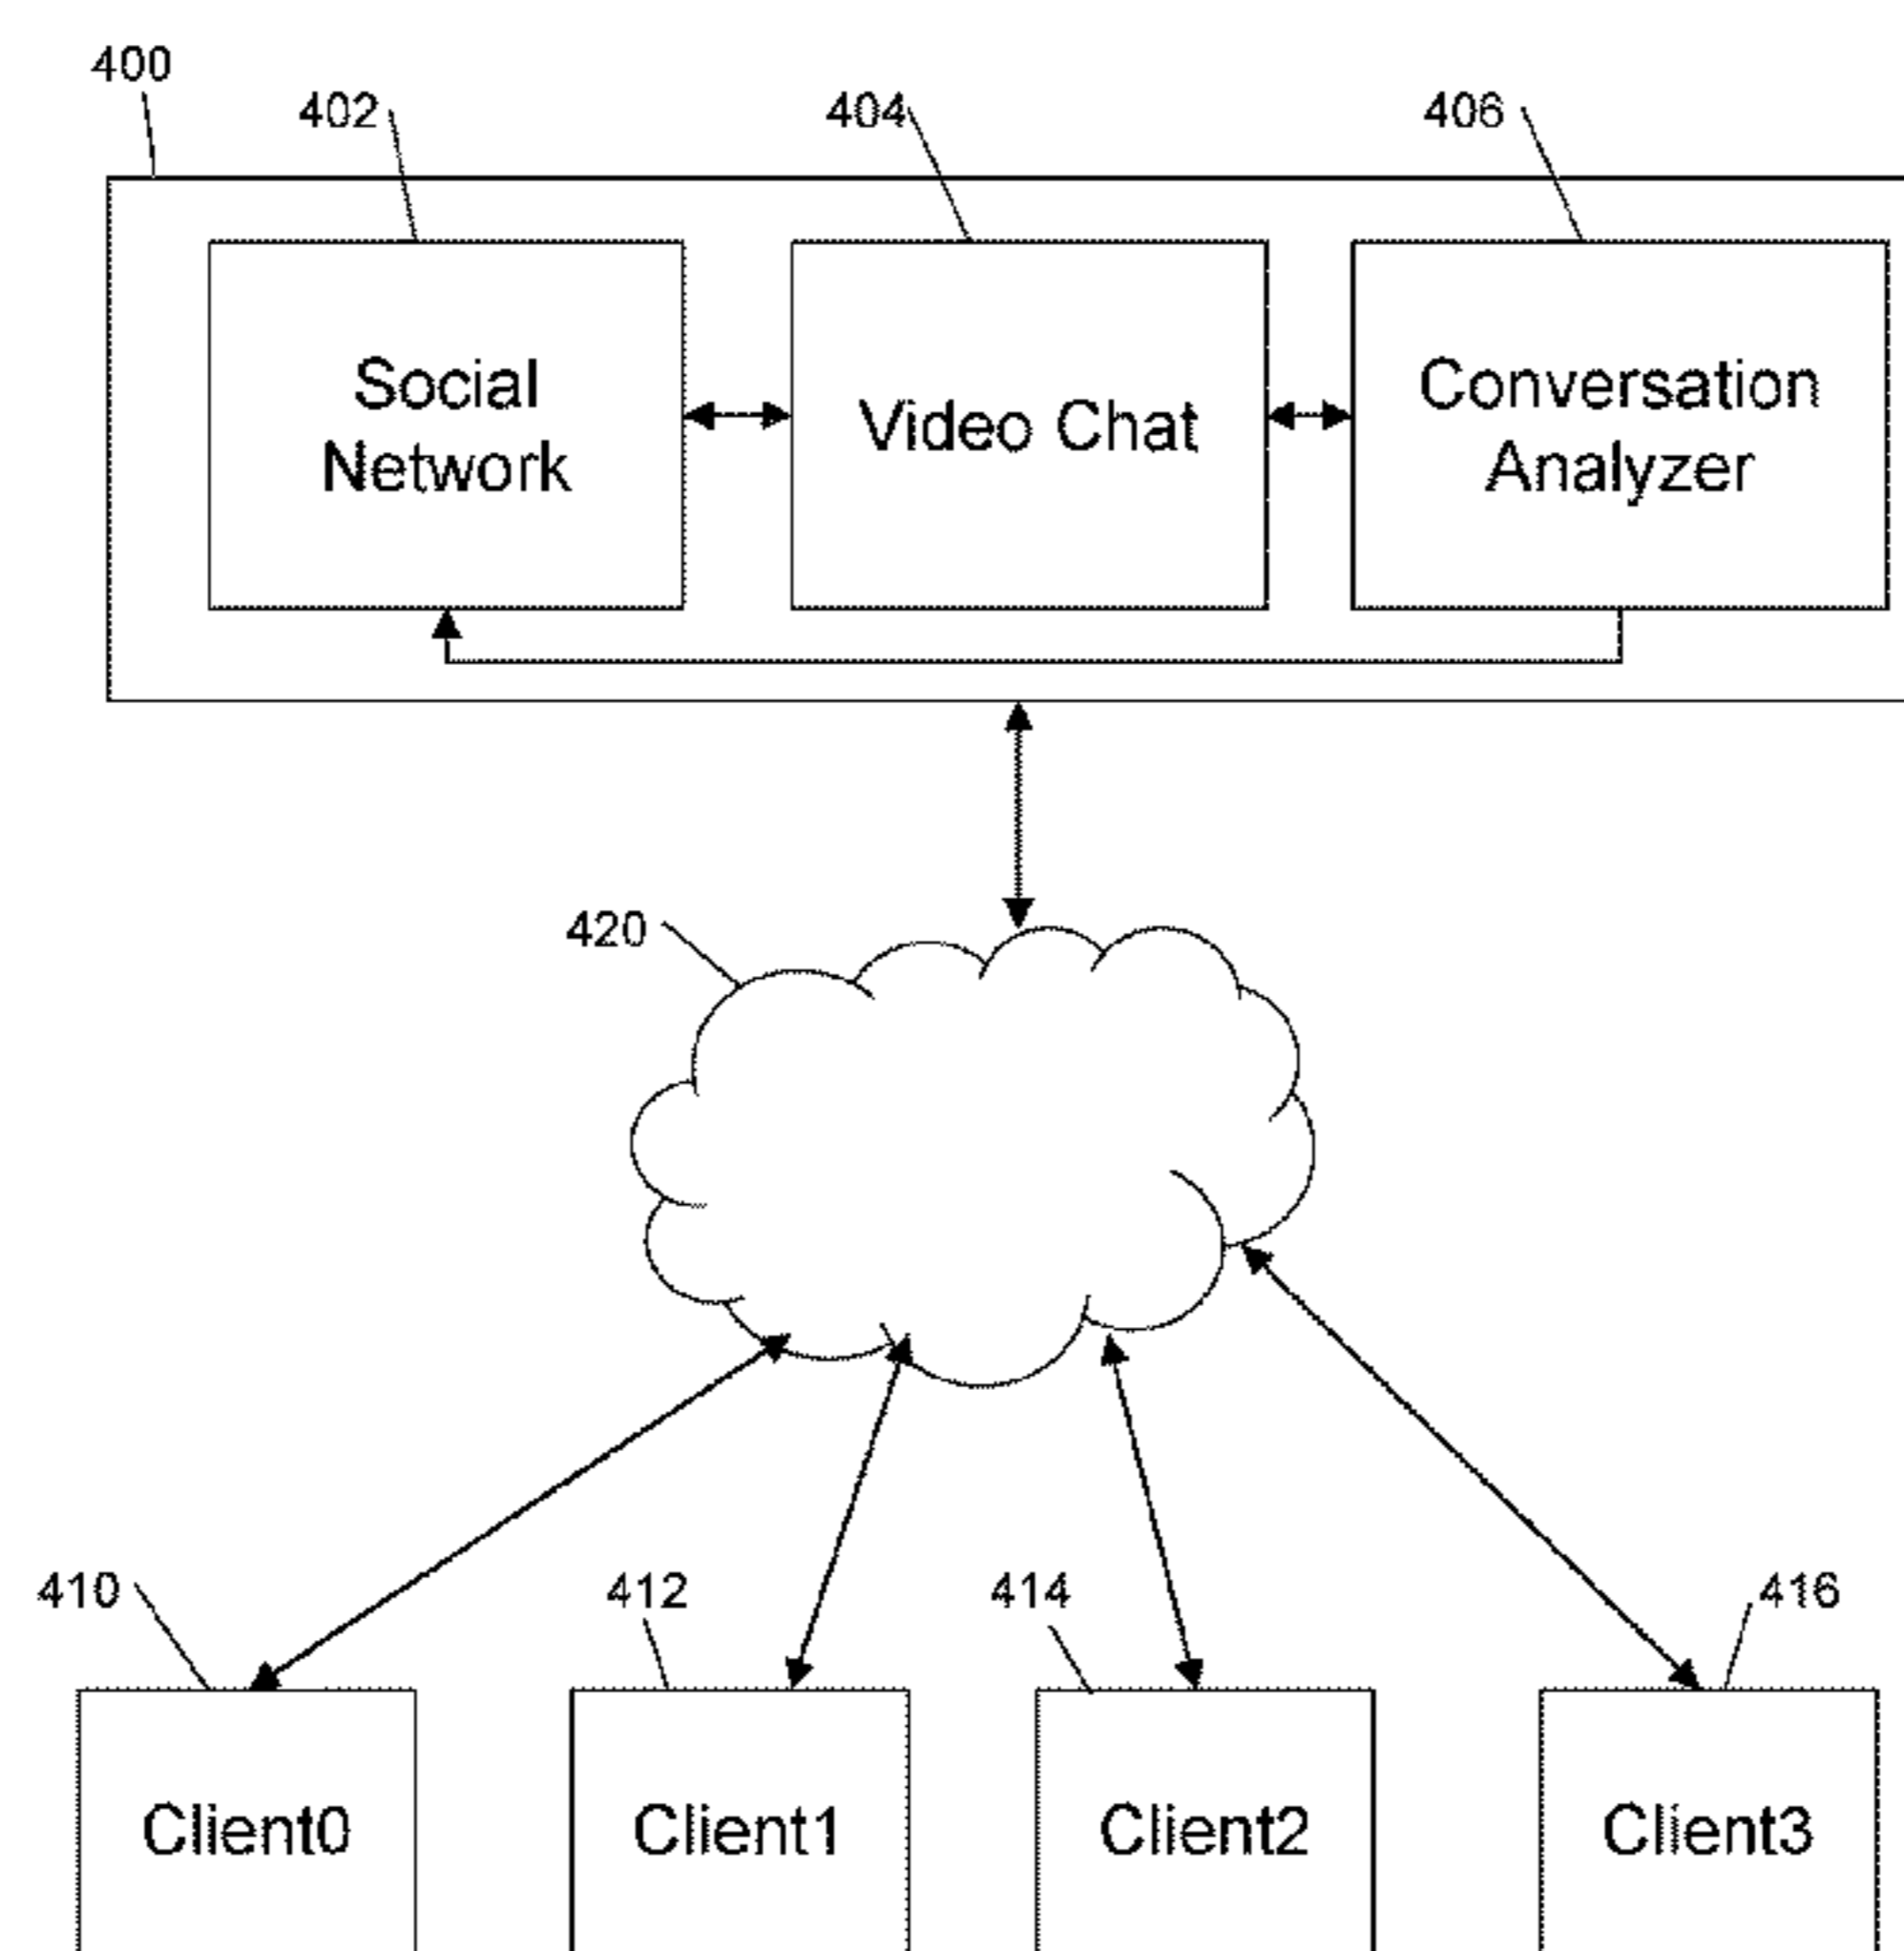 400
402
404
406
Social
Network
Video Chat
Conversation
Analyzer
420
410
412
414
416
Client0
Client1
Client2
Client3